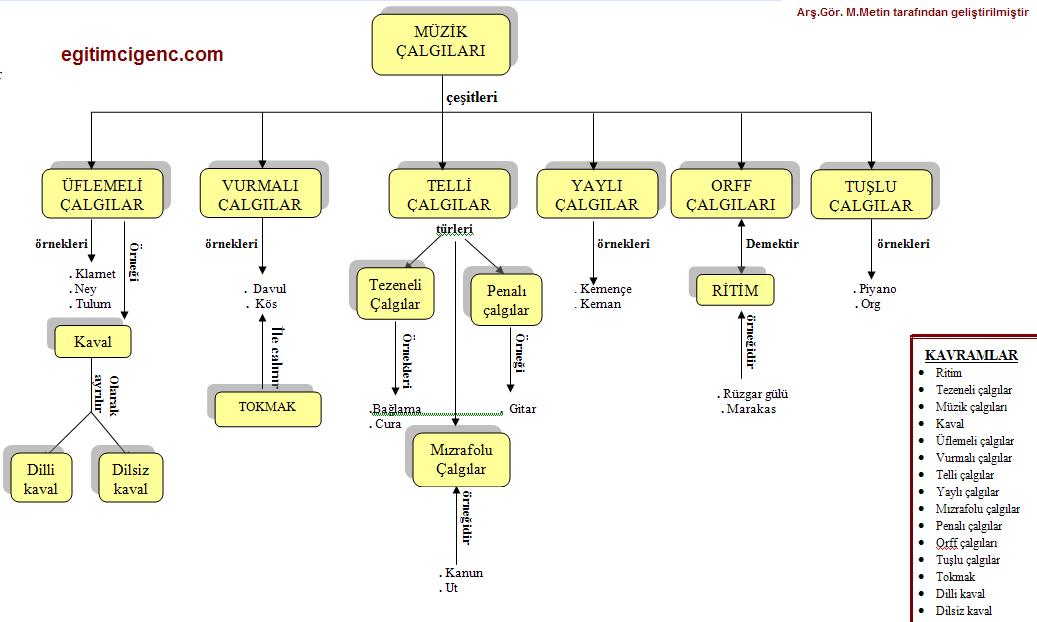 Arş.Gör. M.Metin tarafından geliştirilmiştir
egitimcigenc.com
MÜZİK
ÇALGILARI
çeşitleri
ÜFLEMELİ
ÇALGILAR
VURMALI
ÇALGILAR
TELLİ
ÇALGILAR
YAYLI
ÇALGILAR
ORFF
ÇALGILARI
TUŞLU
ÇALGILAR
örnekleri
Örneği
örnekleri
türleri
örnekleri
Demektir
örnekleri
. Klarnet
. Ney
. Tulum
. Davul
. Kös
Tezeneli
Çalgılar
Penalı
çalgılar
. Kemençe
. Keman
RİTİM
. Piyano
. Org
Kaval
İle çalınır
Örnekleri
Örneği
örneğidir
Olarak
ayrılır
TOKMAK
. Bağlama
. Cura
. Gitar
. Rüzgar gülü
. Marakas
Mızrafolu
Çalgılar
Dilli
kaval
Dilsiz
kaval
örneğidir
. Kanun
. Ut
KAVRAMLAR
• Ritim
• Tezeneli çalgılar
• Müzik çalgıları
• Kaval
• Üflemeli çalgılar
• Vurmalı çalgılar
• Telli çalgılar
• Yaylı çalgılar
• Mızrafolu çalgılar
• Penalı çalgılar
• Orff çalgıları
• Tuşlu çalgılar
• Tokmak
• Dilli kaval
• Dilsiz kaval